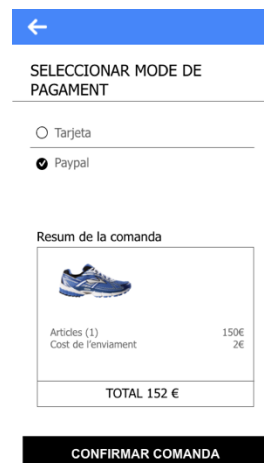 SELECCIONAR MODE DE
PAGAMENT
Tarjeta
Paypal
Resum de la comanda
Articles (1) 150€
Cost de l'enviament 2€
TOTAL 152 €
CONFIRMAR COMANDA